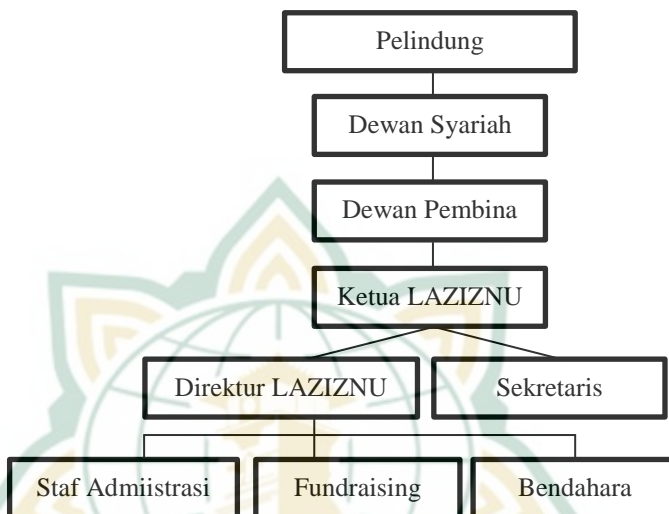 Pelindung
Dewan Syariah
Dewan Pembina
Ketua LAZIZNU
Direktur LAZIZNU
Sekretaris
Staf Admiistrasi
Fundraising
Bendahara